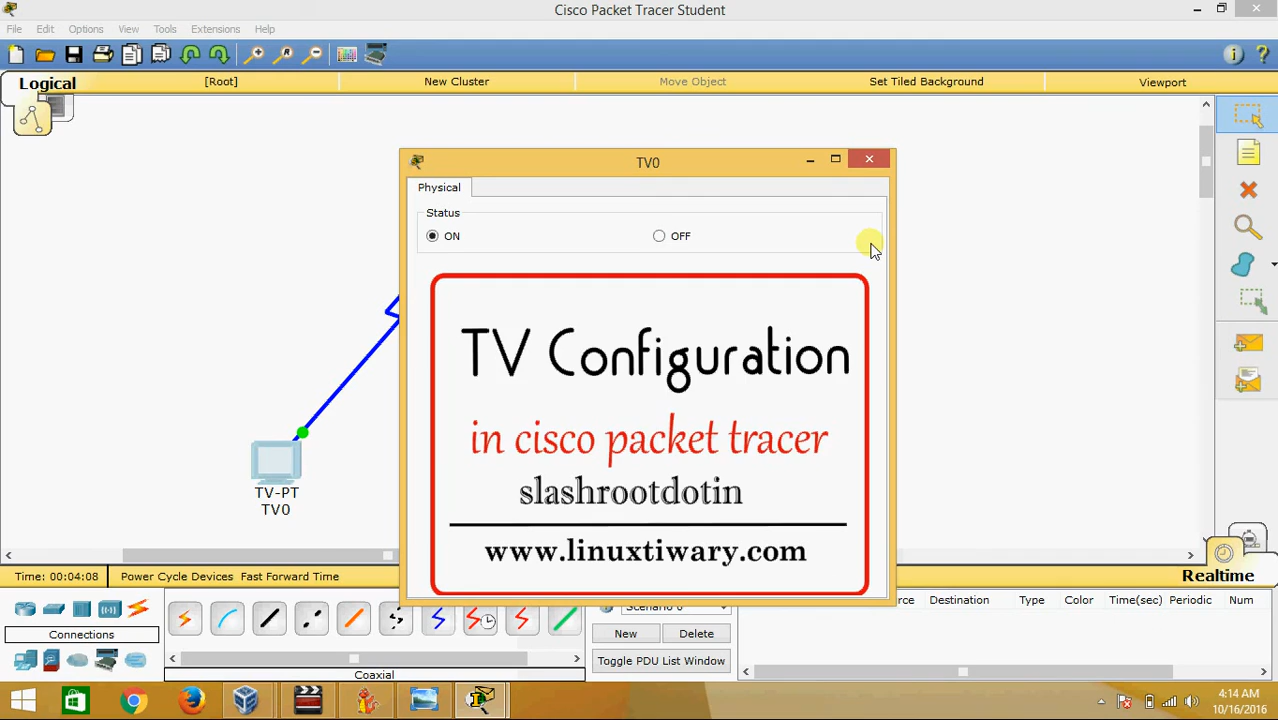 Cisco Packet Tracer Student
File Edit Options View Tools Extensions Help
Logical [Root] New Cluster Move Object Set Tiled Background Viewport
TV0
Physical
Status
ON OFF
TV Configuration
in cisco packet tracer
slashrootdotin
www.linuxtiwary.com
TV-PT
TV0
Time: 00:04:08 Power Cycle Devices Fast Forward Time Realtime
Scenario 0 Destination Type Color Time(sec) Periodic Num
Connections New Delete
Toggle PDU List Window
Coaxial
4:14 AM
10/16/2016